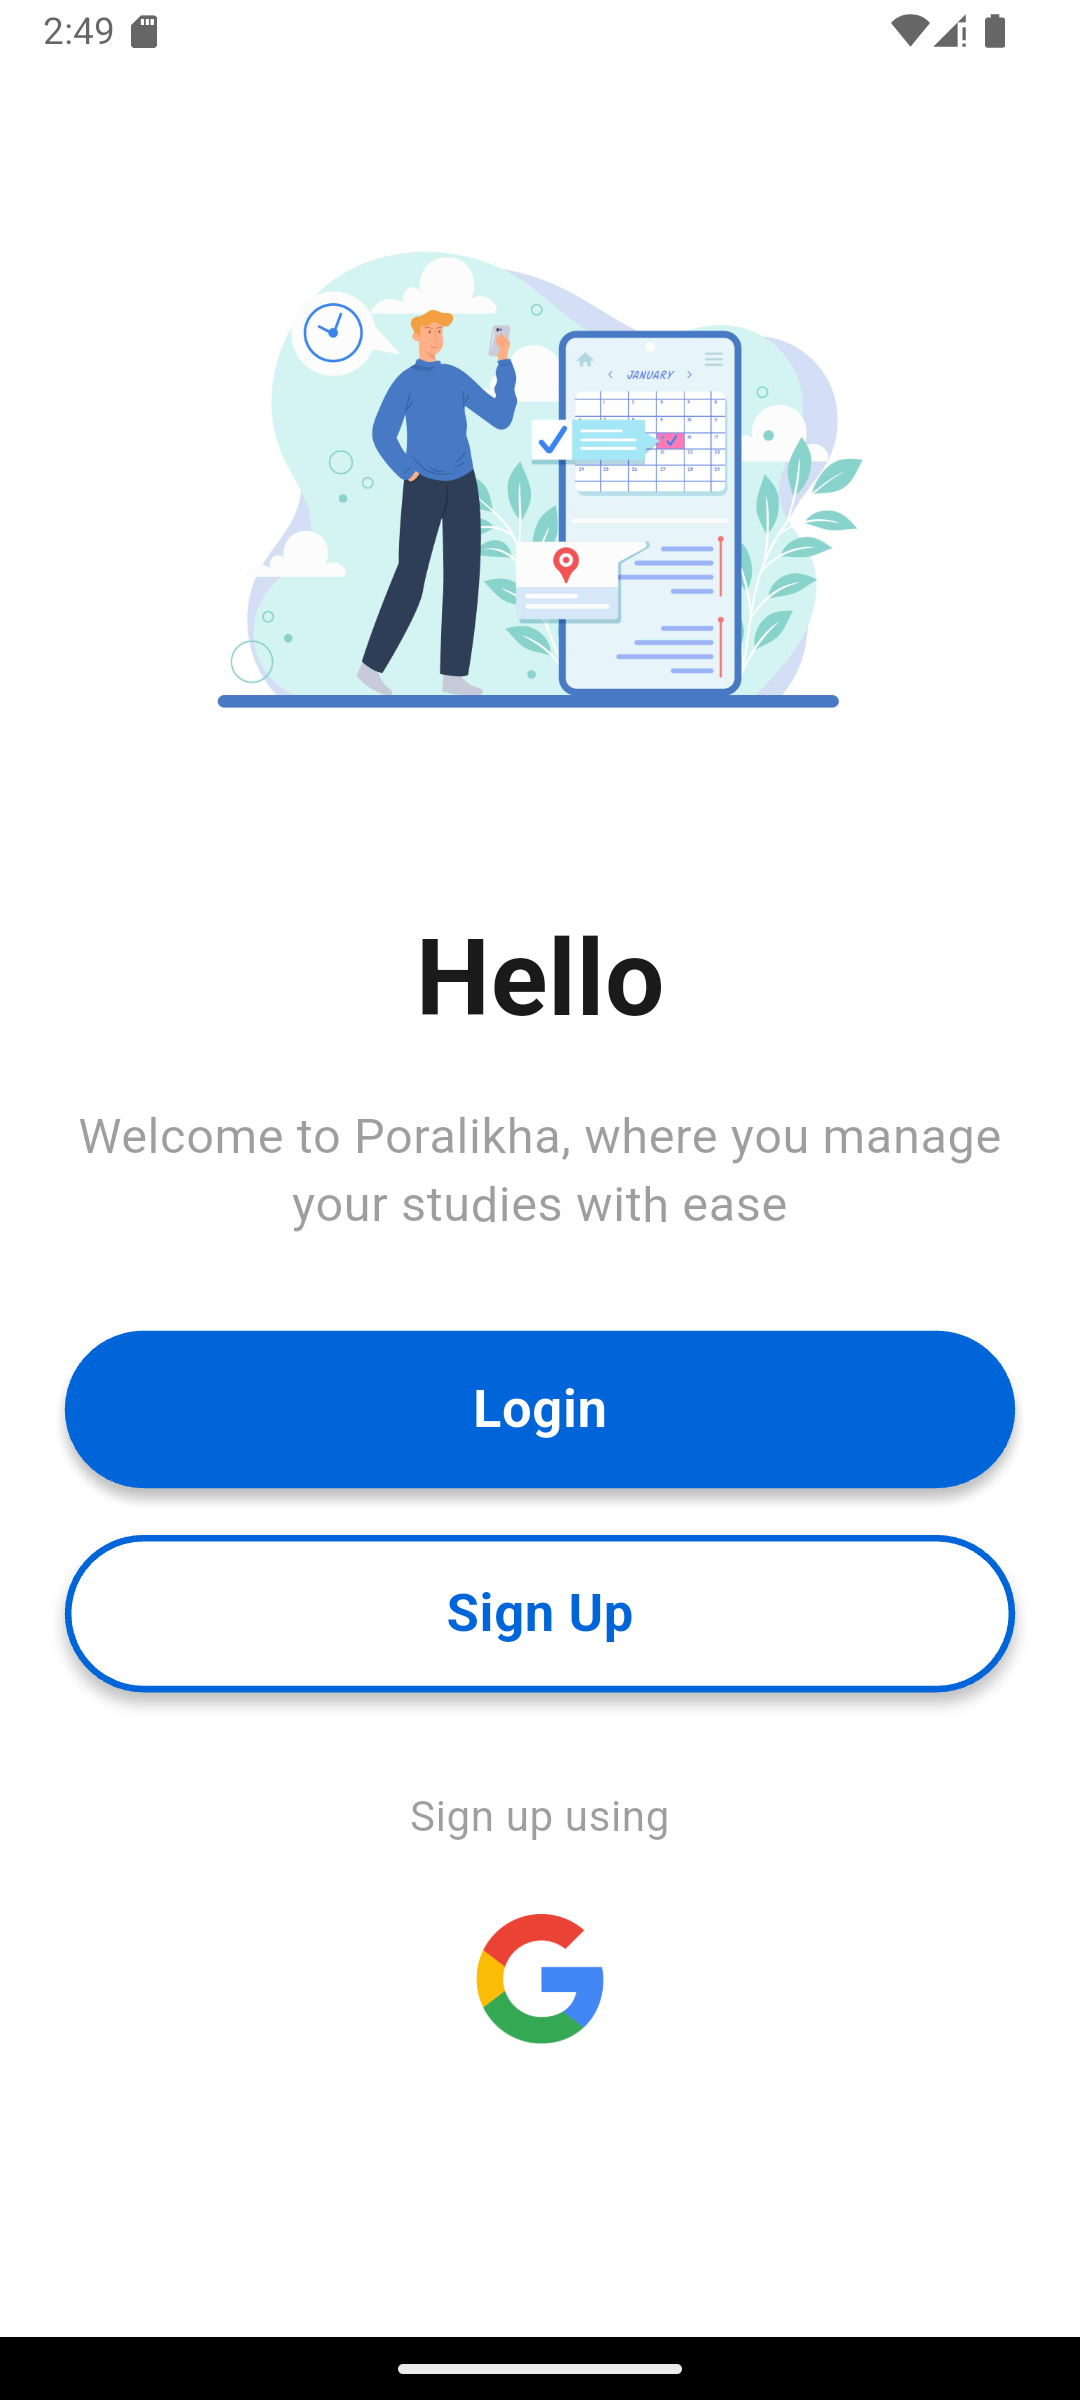 2:49
JANUARY
Hello
Welcome to Poralikha, where you manage
your studies with ease
Login
Sign Up
Sign up using